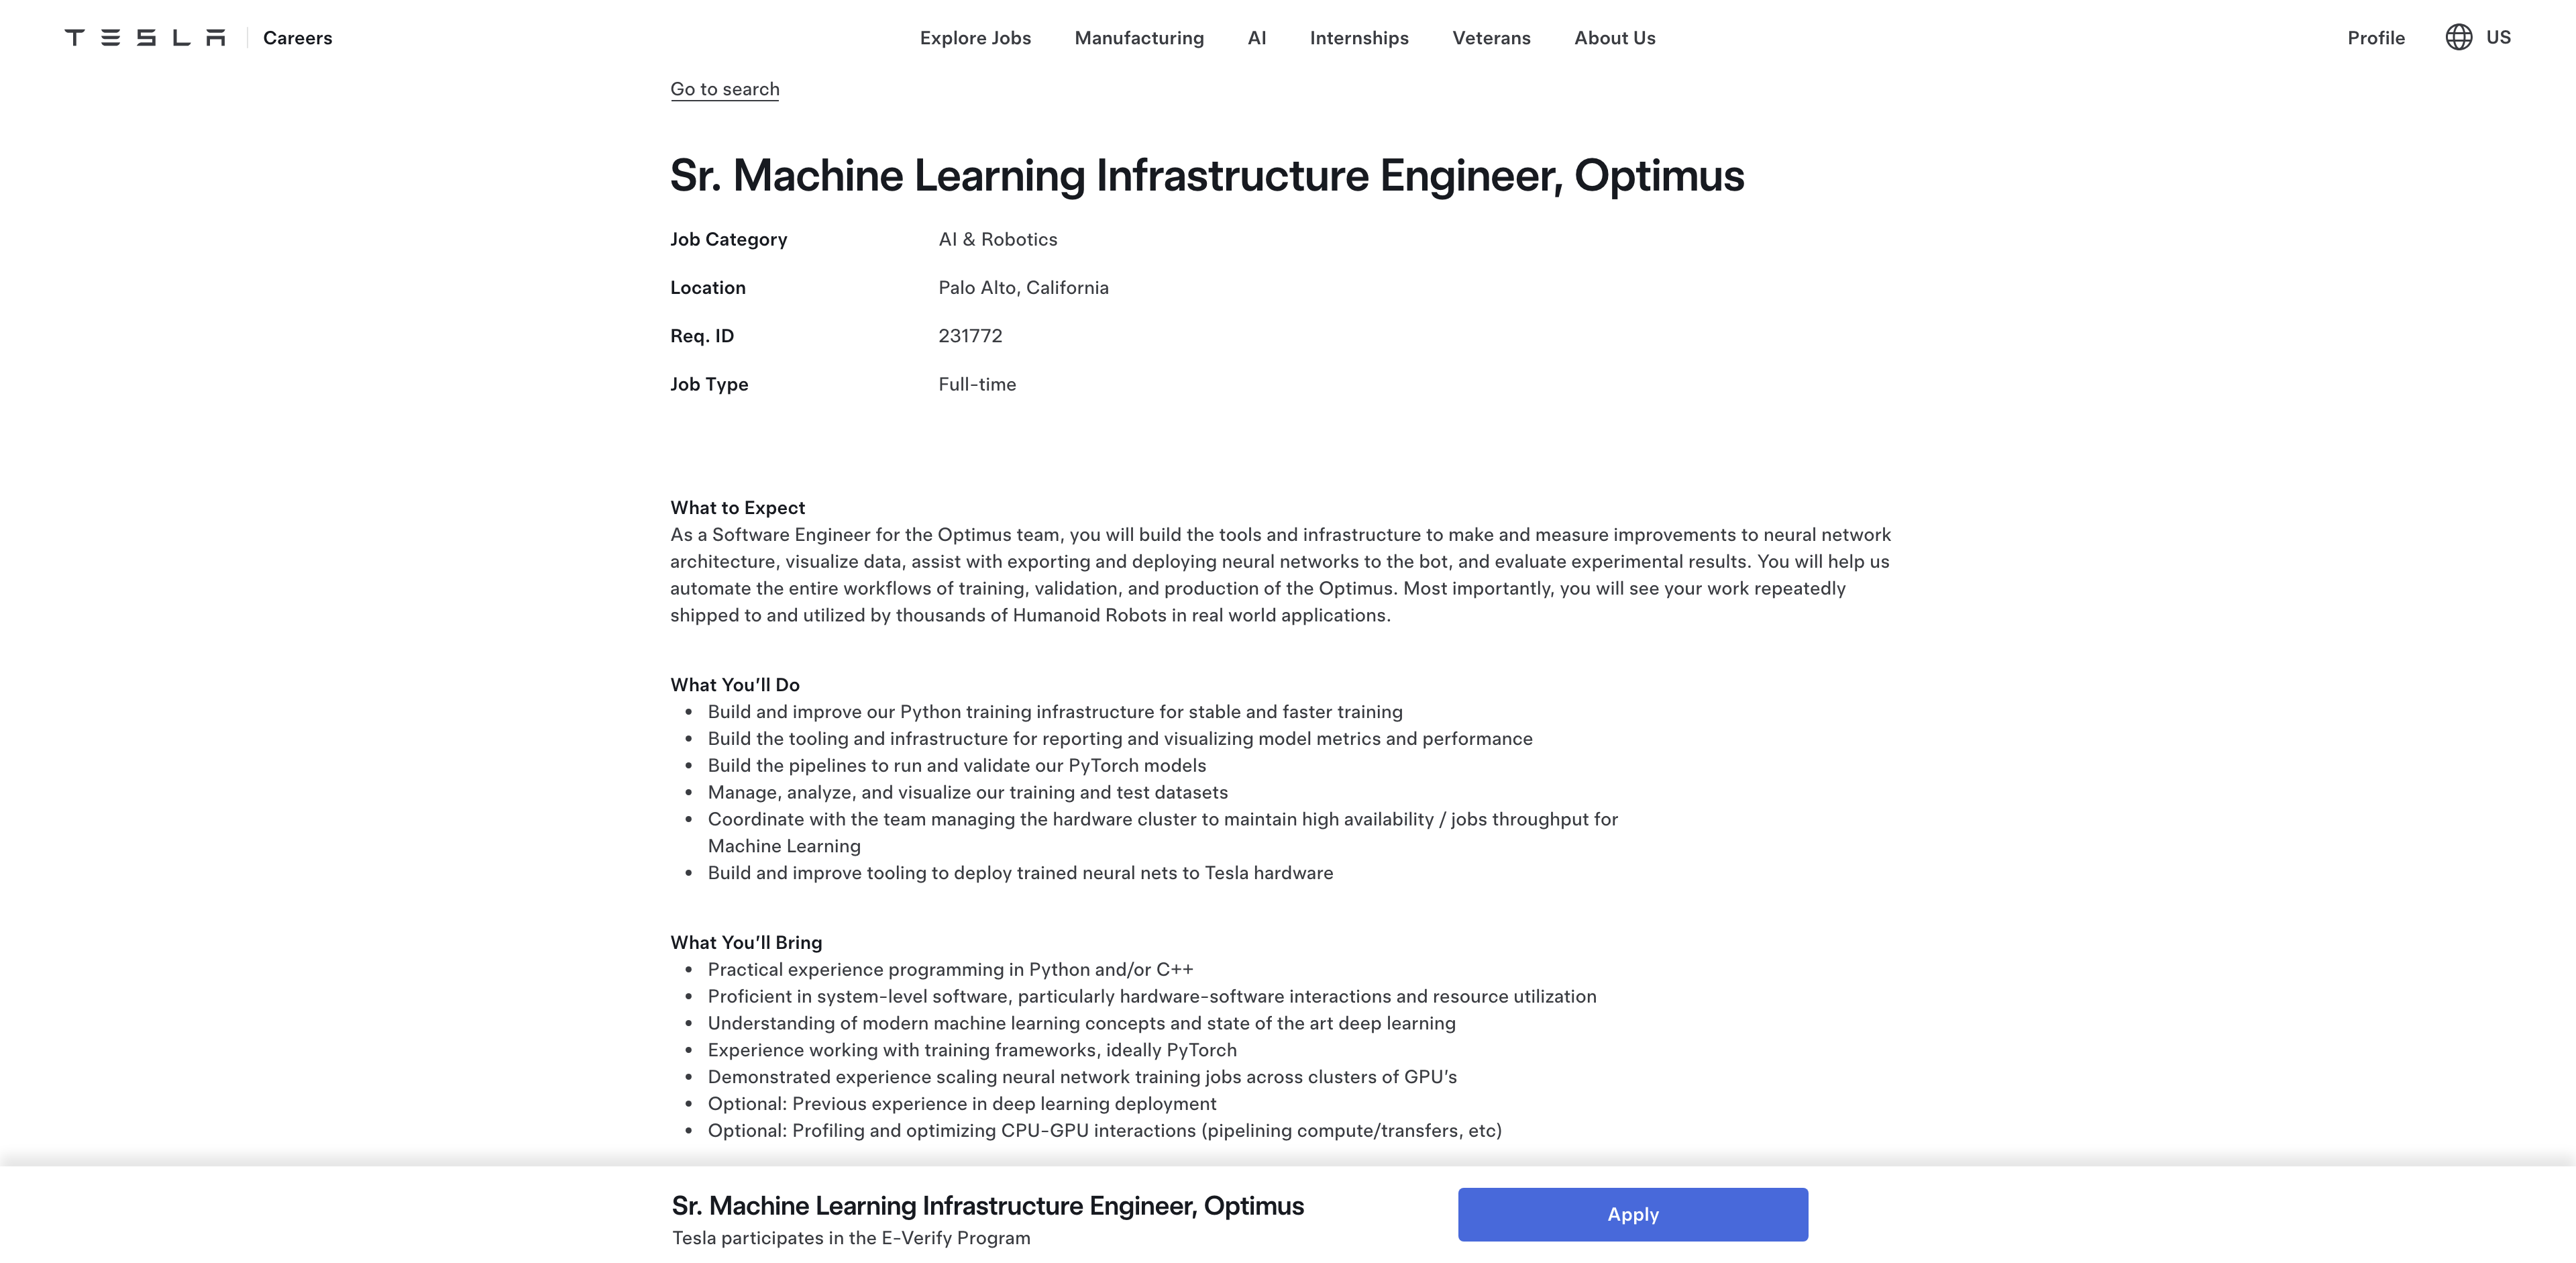 TESLA Careers Explore Jobs Manufacturing AI Internships Veterans About Us Profile US
Go to search
Sr. Machine Learning Infrastructure Engineer, Optimus
Job Category AI & Robotics
Location Palo Alto, California
Req. ID 231772
Job Type Full-time
What to Expect
As a Software Engineer for the Optimus team, you will build the tools and infrastructure to make and measure improvements to neural network
architecture, visualize data, assist with exporting and deploying neural networks to the bot, and evaluate experimental results. You will help us
automate the entire workflows of training, validation, and production of the Optimus. Most importantly, you will see your work repeatedly
shipped to and utilized by thousands of Humanoid Robots in real world applications.
What You’ll Do
• Build and improve our Python training infrastructure for stable and faster training
• Build the tooling and infrastructure for reporting and visualizing model metrics and performance
• Build the pipelines to run and validate our PyTorch models
• Manage, analyze, and visualize our training and test datasets
• Coordinate with the team managing the hardware cluster to maintain high availability / jobs throughput for
Machine Learning
• Build and improve tooling to deploy trained neural nets to Tesla hardware
What You’ll Bring
• Practical experience programming in Python and/or C++
• Proficient in system-level software, particularly hardware-software interactions and resource utilization
• Understanding of modern machine learning concepts and state of the art deep learning
• Experience working with training frameworks, ideally PyTorch
• Demonstrated experience scaling neural network training jobs across clusters of GPU's
• Optional: Previous experience in deep learning deployment
• Optional: Profiling and optimizing CPU-GPU interactions (pipelining compute/transfers, etc)
Sr. Machine Learning Infrastructure Engineer, Optimus
Tesla participates in the E-Verify Program
Apply